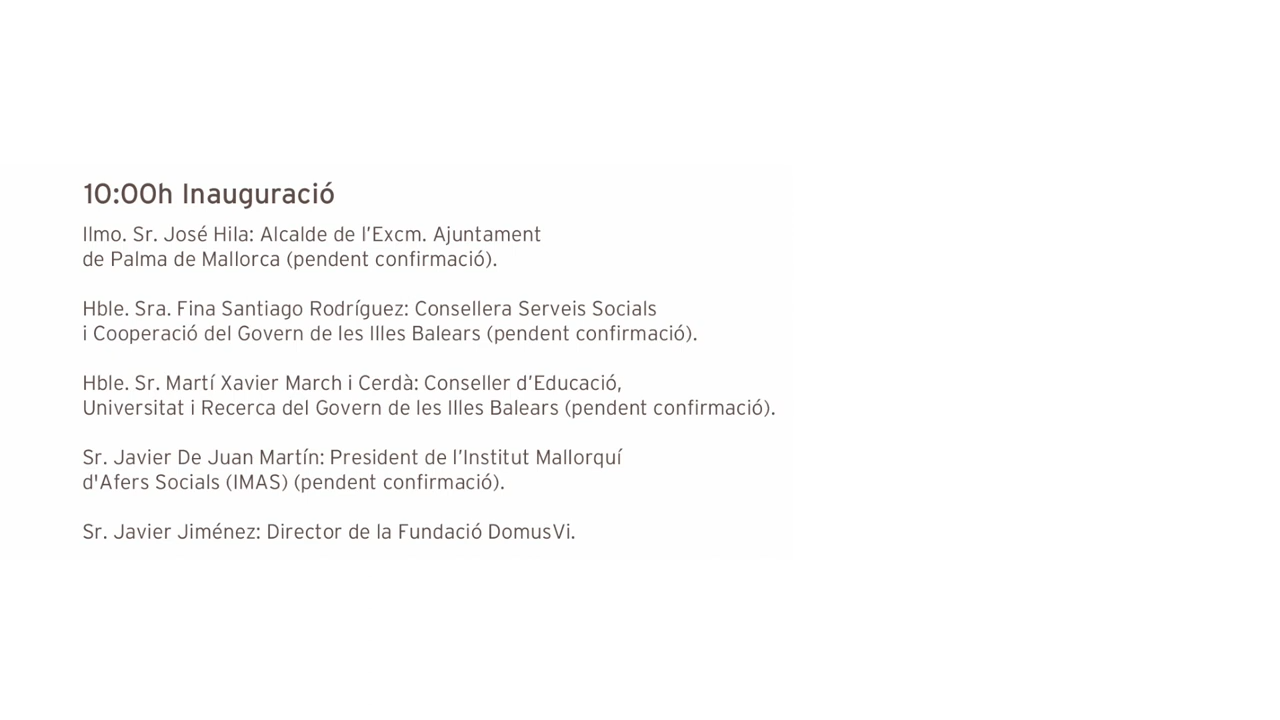 10:00h Inauguració
Ilmo. Sr. José Hila: Alcalde de l’Excm. Ajuntament
de Palma de Mallorca (pendent confirmació).
Hble. Sra. Fina Santiago Rodríguez: Consellera Serveis Socials
i Cooperació del Govern de les Illes Balears (pendent confirmació).
Hble. Sr. Martí Xavier March i Cerdà: Conseller d’Educació,
Universitat i Recerca del Govern de les Illes Balears (pendent confirmació).
Sr. Javier De Juan Martín: President de l’Institut Mallorquí
d'Afers Socials (IMAS) (pendent confirmació).
Sr. Javier Jiménez: Director de la Fundació DomusVi.